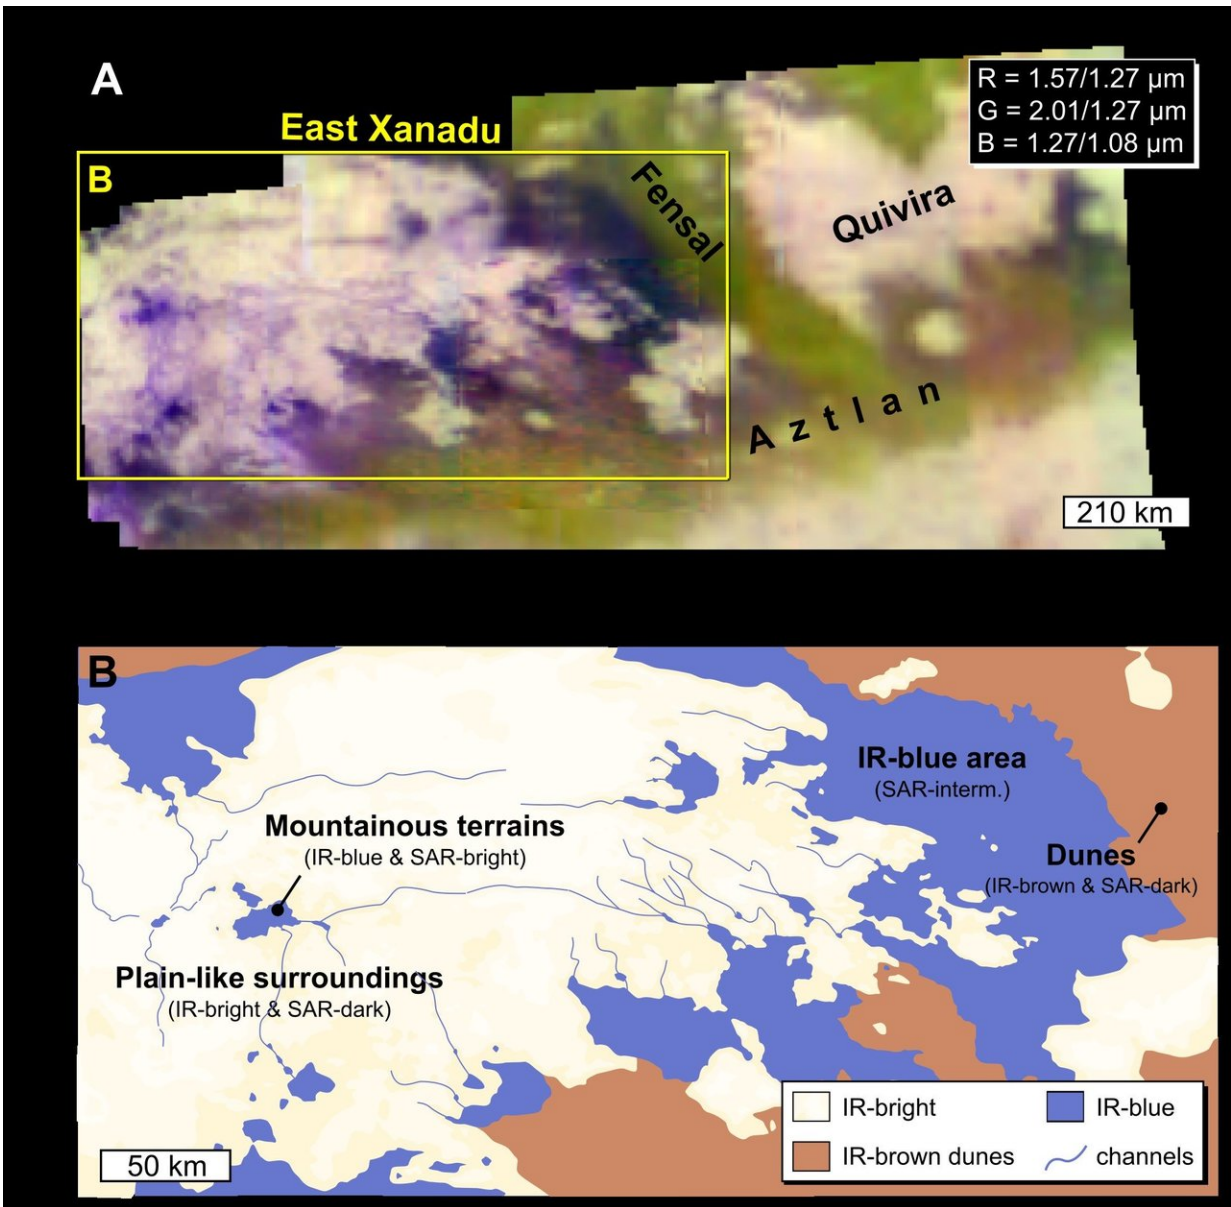 A
R = 1.57/1.27 µm
G = 2.01/1.27 µm
B = 1.27/1.08 µm
East Xanadu
B
Fensal
Quivira
Aztlan
210 km
B
IR-blue area
(SAR-interm.)
Mountainous terrains
(IR-blue & SAR-bright)
Dunes
(IR-brown & SAR-dark)
Plain-like surroundings
(IR-bright & SAR-dark)
IR-bright
IR-blue
IR-brown dunes
channels
50 km